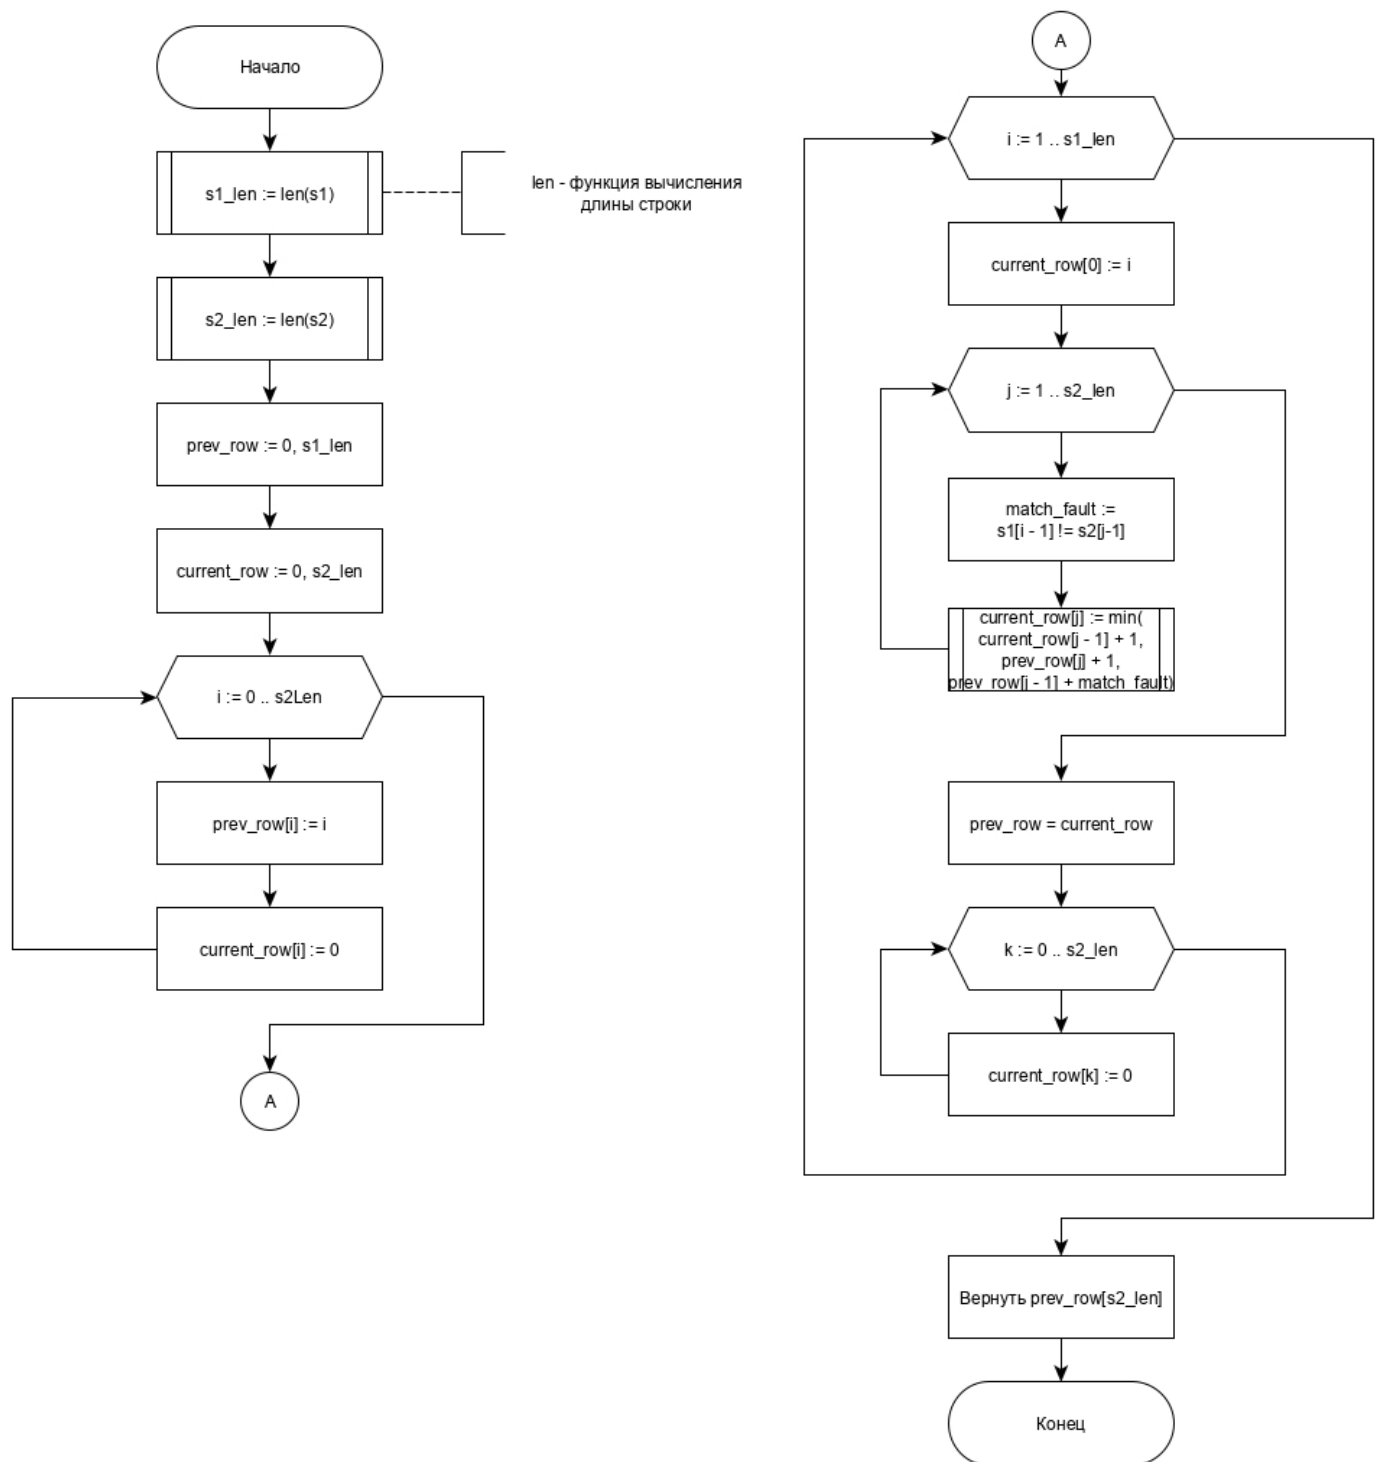 Начало
s1_len := len(s1)
len - функция вычисления
длины строки
s2_len := len(s2)
prev_row := 0, s1_len
current_row := 0, s2_len
i := 0 .. s2Len
prev_row[i] := i
current_row[i] := 0
A
A
i := 1 .. s1_len
current_row[0] := i
j := 1 .. s2_len
match_fault :=
s1[i - 1] != s2[j-1]
current_row[j] := min(
current_row[j - 1] + 1,
prev_row[j] + 1,
prev_row[j - 1] + match_fault)
prev_row = current_row
k := 0 .. s2_len
current_row[k] := 0
Вернуть prev_row[s2_len]
Конец